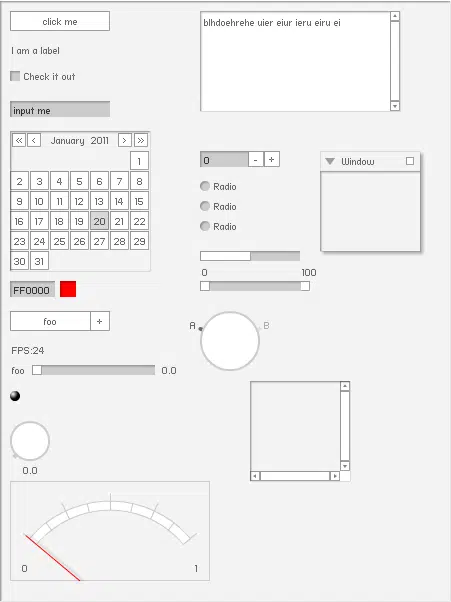 click me
blhdoehrehe uier eiur ieru eiru ei
I am a label
Check it out
input me
« ‹ January 2011 › »
1
2 3 4 5 6 7 8
9 10 11 12 13 14 15
16 17 18 19 20 21 22
23 24 25 26 27 28 29
30 31
0 - +
Window
Radio
Radio
Radio
0 100
FF0000
foo +
A B
FPS:24
foo 0.0
0.0
0 1